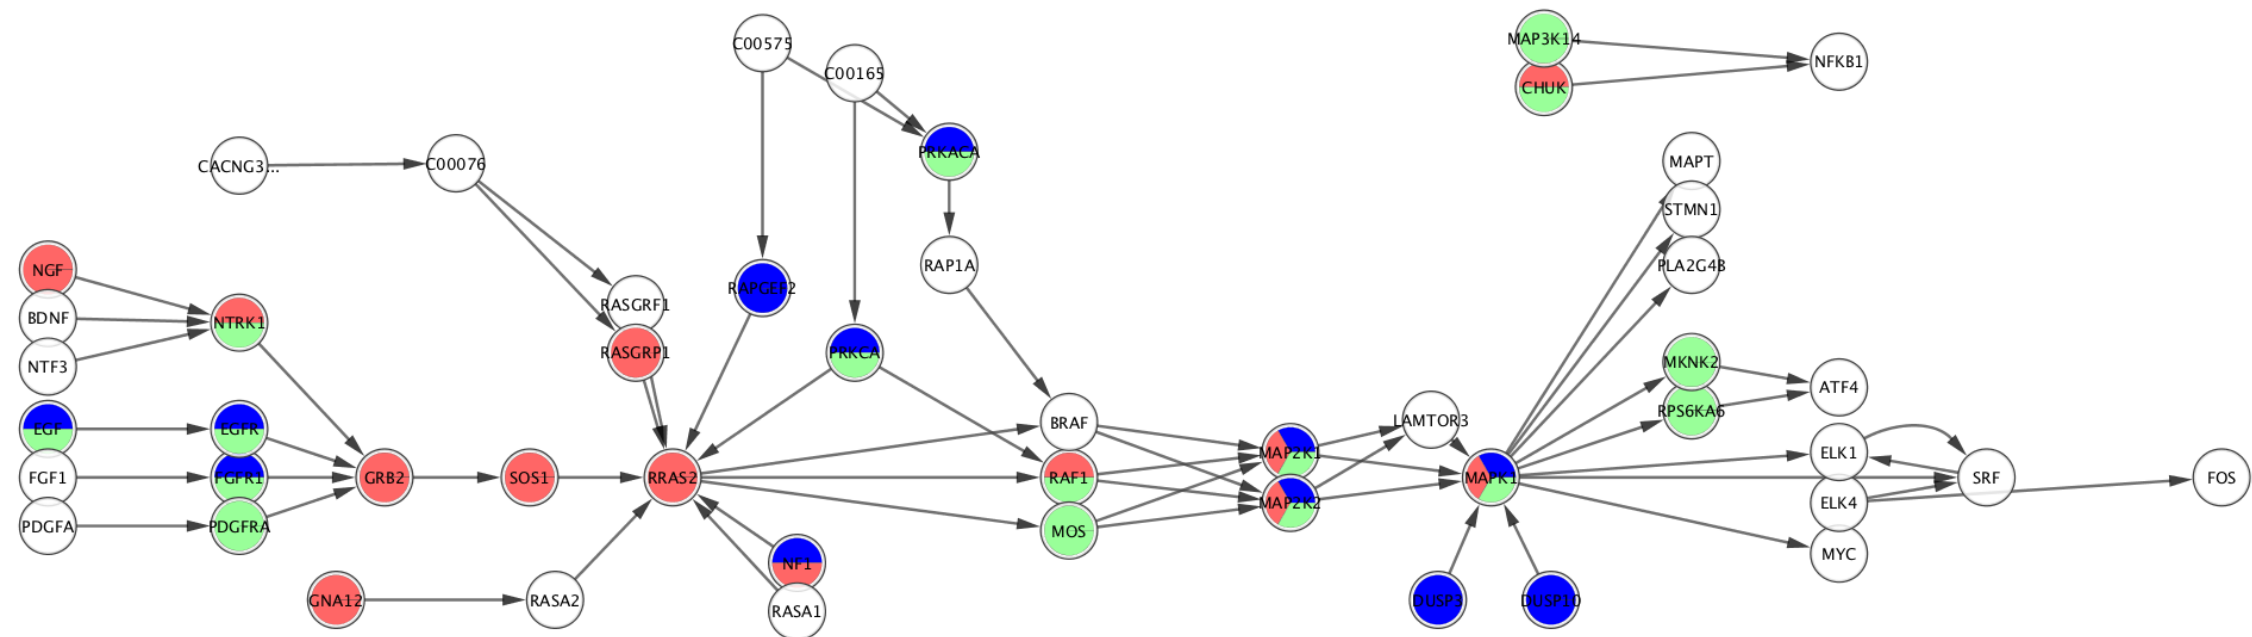 C00575
C00165
MAP3K14
NFKB1
CHUK
PRKACA
CACNG3...
C00076
MAPT
STMN1
NGF
RAP1A
PLA2G4B
RAPGEF2
RASGRF1
BDNF
NTRK1
RASGRP1
PRKCA
NTF3
MKNK2
ATF4
RPS6KA6
BRAF
LAMTOR3
EGF
EGFR
MAP2K1
ELK1
FGF1
FGFR1
GRB2
SOS1
RRAS2
RAF1
MAPK1
SRF
FOS
MAP2K2
ELK4
PDGFA
PDGFRA
MOS
MYC
NF1
GNA12
RASA2
RASA1
DUSP3
DUSP10